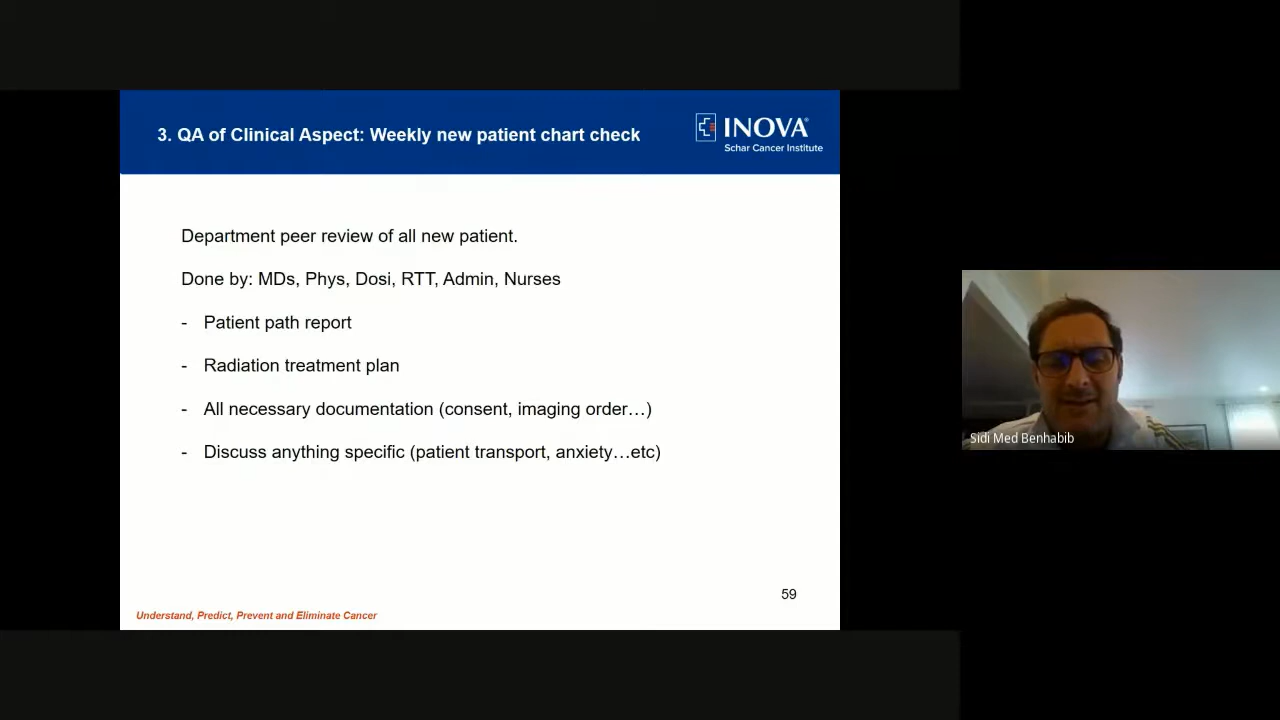 3. QA of Clinical Aspect: Weekly new patient chart check
INOVA®
Schar Cancer Institute
Department peer review of all new patient.
Done by: MDs, Phys, Dosi, RTT, Admin, Nurses
- Patient path report
- Radiation treatment plan
- All necessary documentation (consent, imaging order…)
- Discuss anything specific (patient transport, anxiety…etc)
Sidi Med Benhabib
59
Understand, Predict, Prevent and Eliminate Cancer